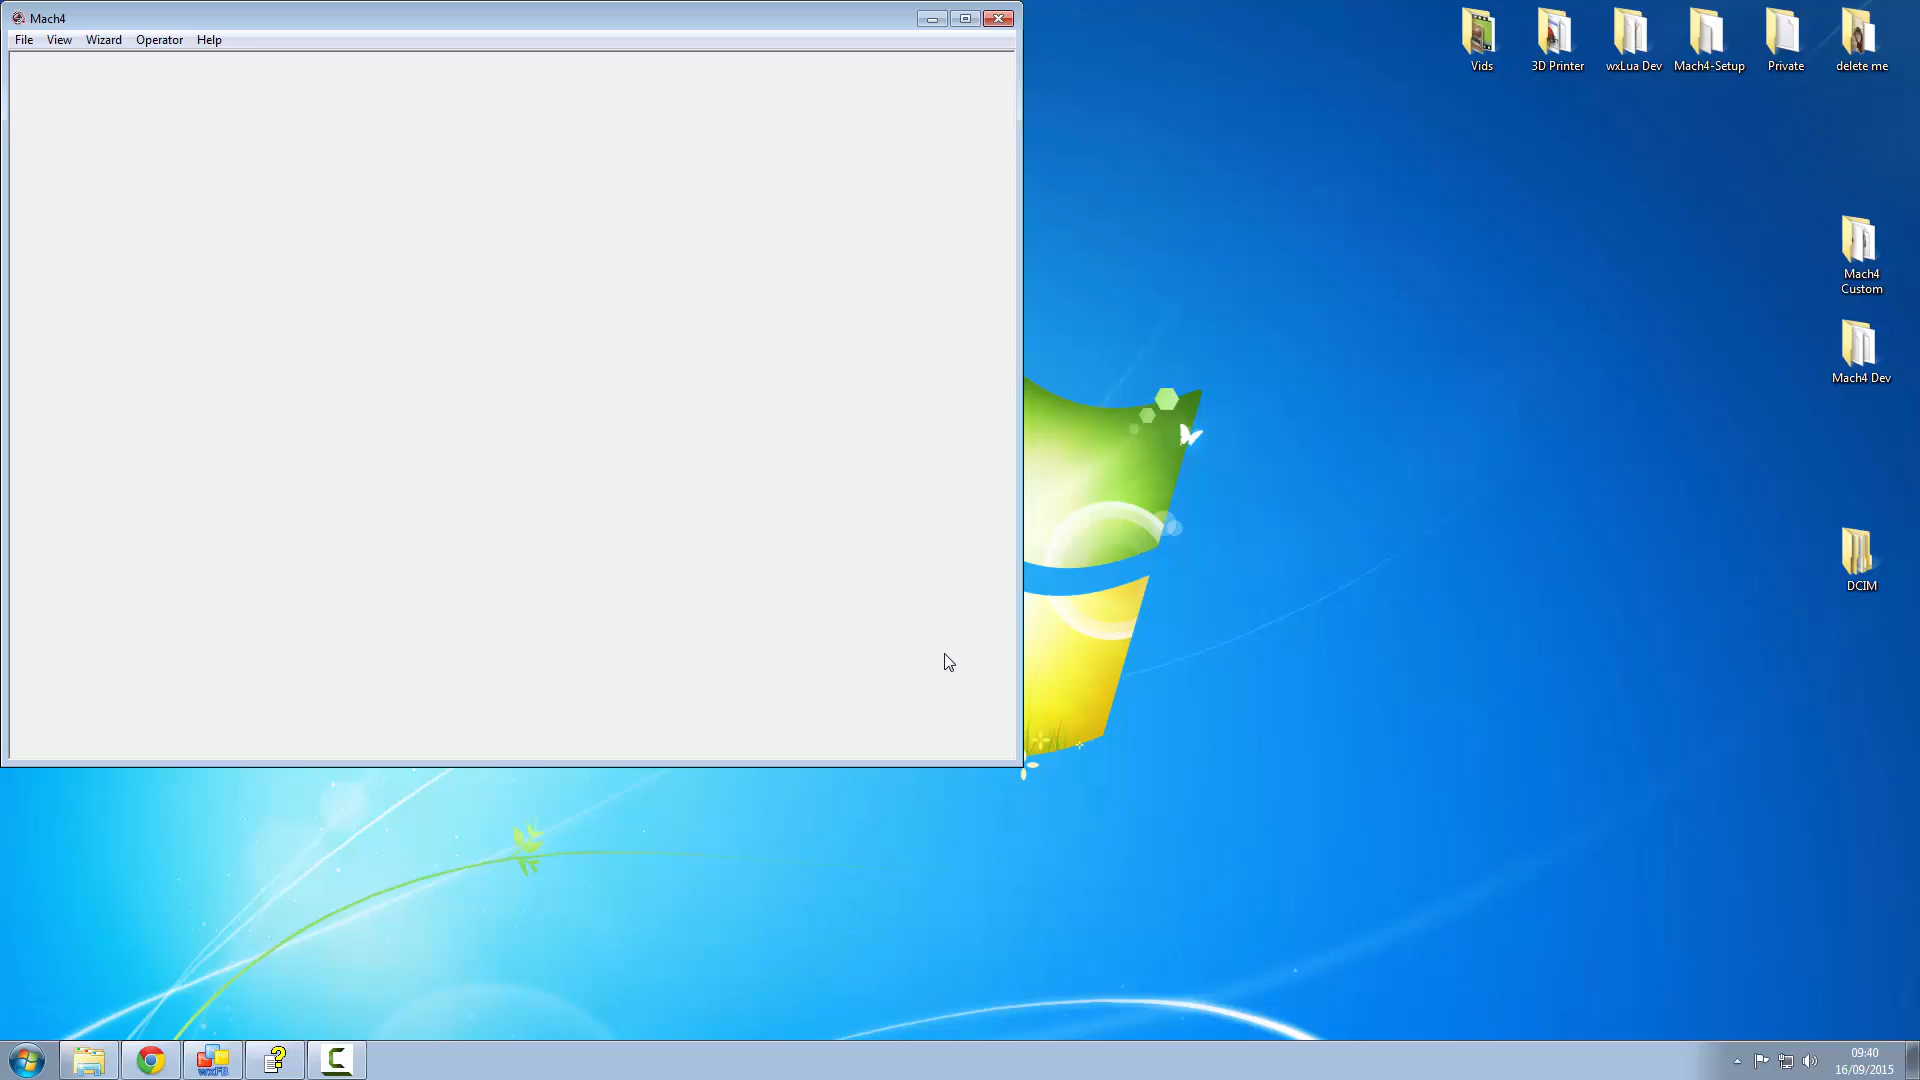 Mach4
File View Wizard Operator Help
Vids
3D Printer
wxLua Dev
Mach4-Setup
Private
delete me
Mach4
Custom
Mach4 Dev
DCIM
wxFB
09:40
16/09/2015